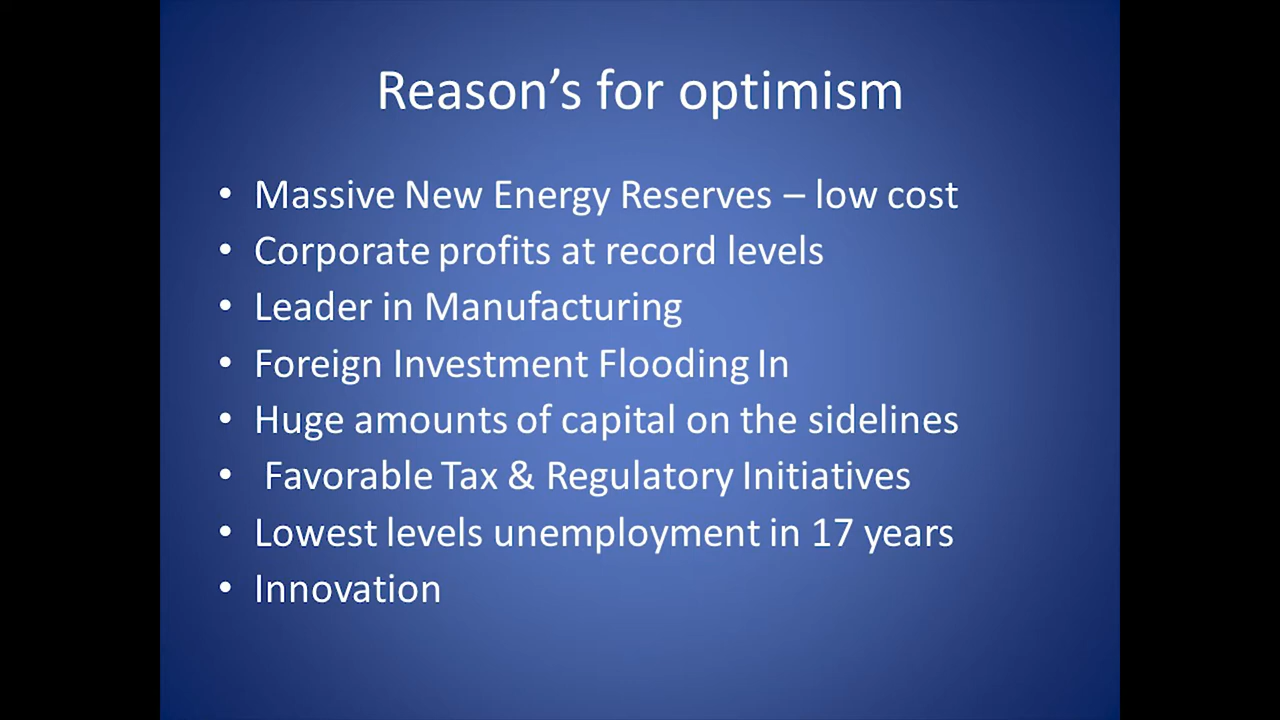 Reason’s for optimism
• Massive New Energy Reserves – low cost
• Corporate profits at record levels
• Leader in Manufacturing
• Foreign Investment Flooding In
• Huge amounts of capital on the sidelines
• Favorable Tax & Regulatory Initiatives
• Lowest levels unemployment in 17 years
• Innovation